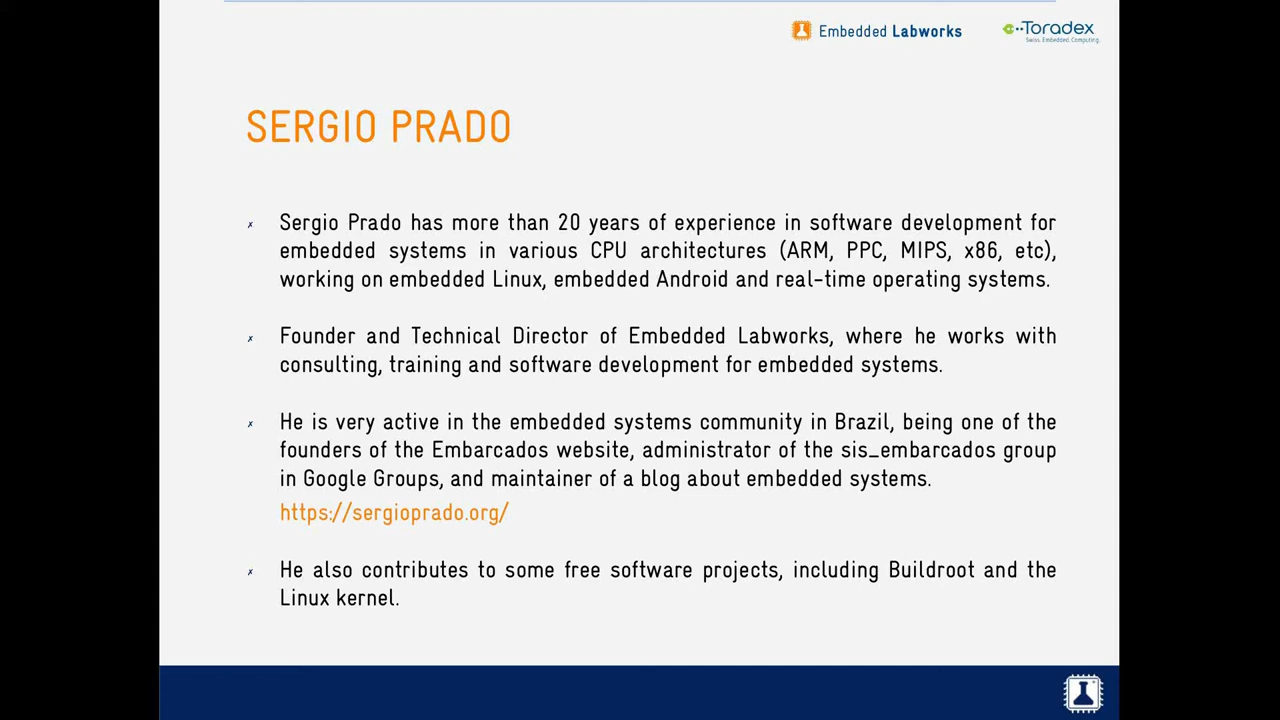 Embedded Labworks
Toradex
Swiss. Embedded. Computing.
SERGIO PRADO
✗ Sergio Prado has more than 20 years of experience in software development for
embedded systems in various CPU architectures (ARM, PPC, MIPS, x86, etc),
working on embedded Linux, embedded Android and real-time operating systems.
✗ Founder and Technical Director of Embedded Labworks, where he works with
consulting, training and software development for embedded systems.
✗ He is very active in the embedded systems community in Brazil, being one of the
founders of the Embarcados website, administrator of the sis_embarcados group
in Google Groups, and maintainer of a blog about embedded systems.
https://sergioprado.org/
✗ He also contributes to some free software projects, including Buildroot and the
Linux kernel.